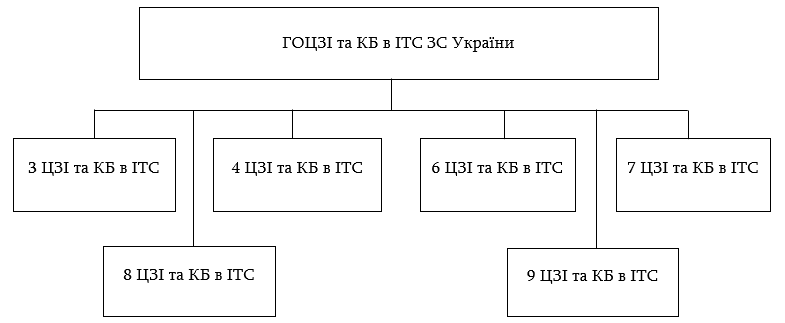 ГОЦЗІ та КБ в ІТС ЗС України
3 ЦЗІ та КБ в ІТС
4 ЦЗІ та КБ в ІТС
6 ЦЗІ та КБ в ІТС
7 ЦЗІ та КБ в ІТС
8 ЦЗІ та КБ в ІТС
9 ЦЗІ та КБ в ІТС